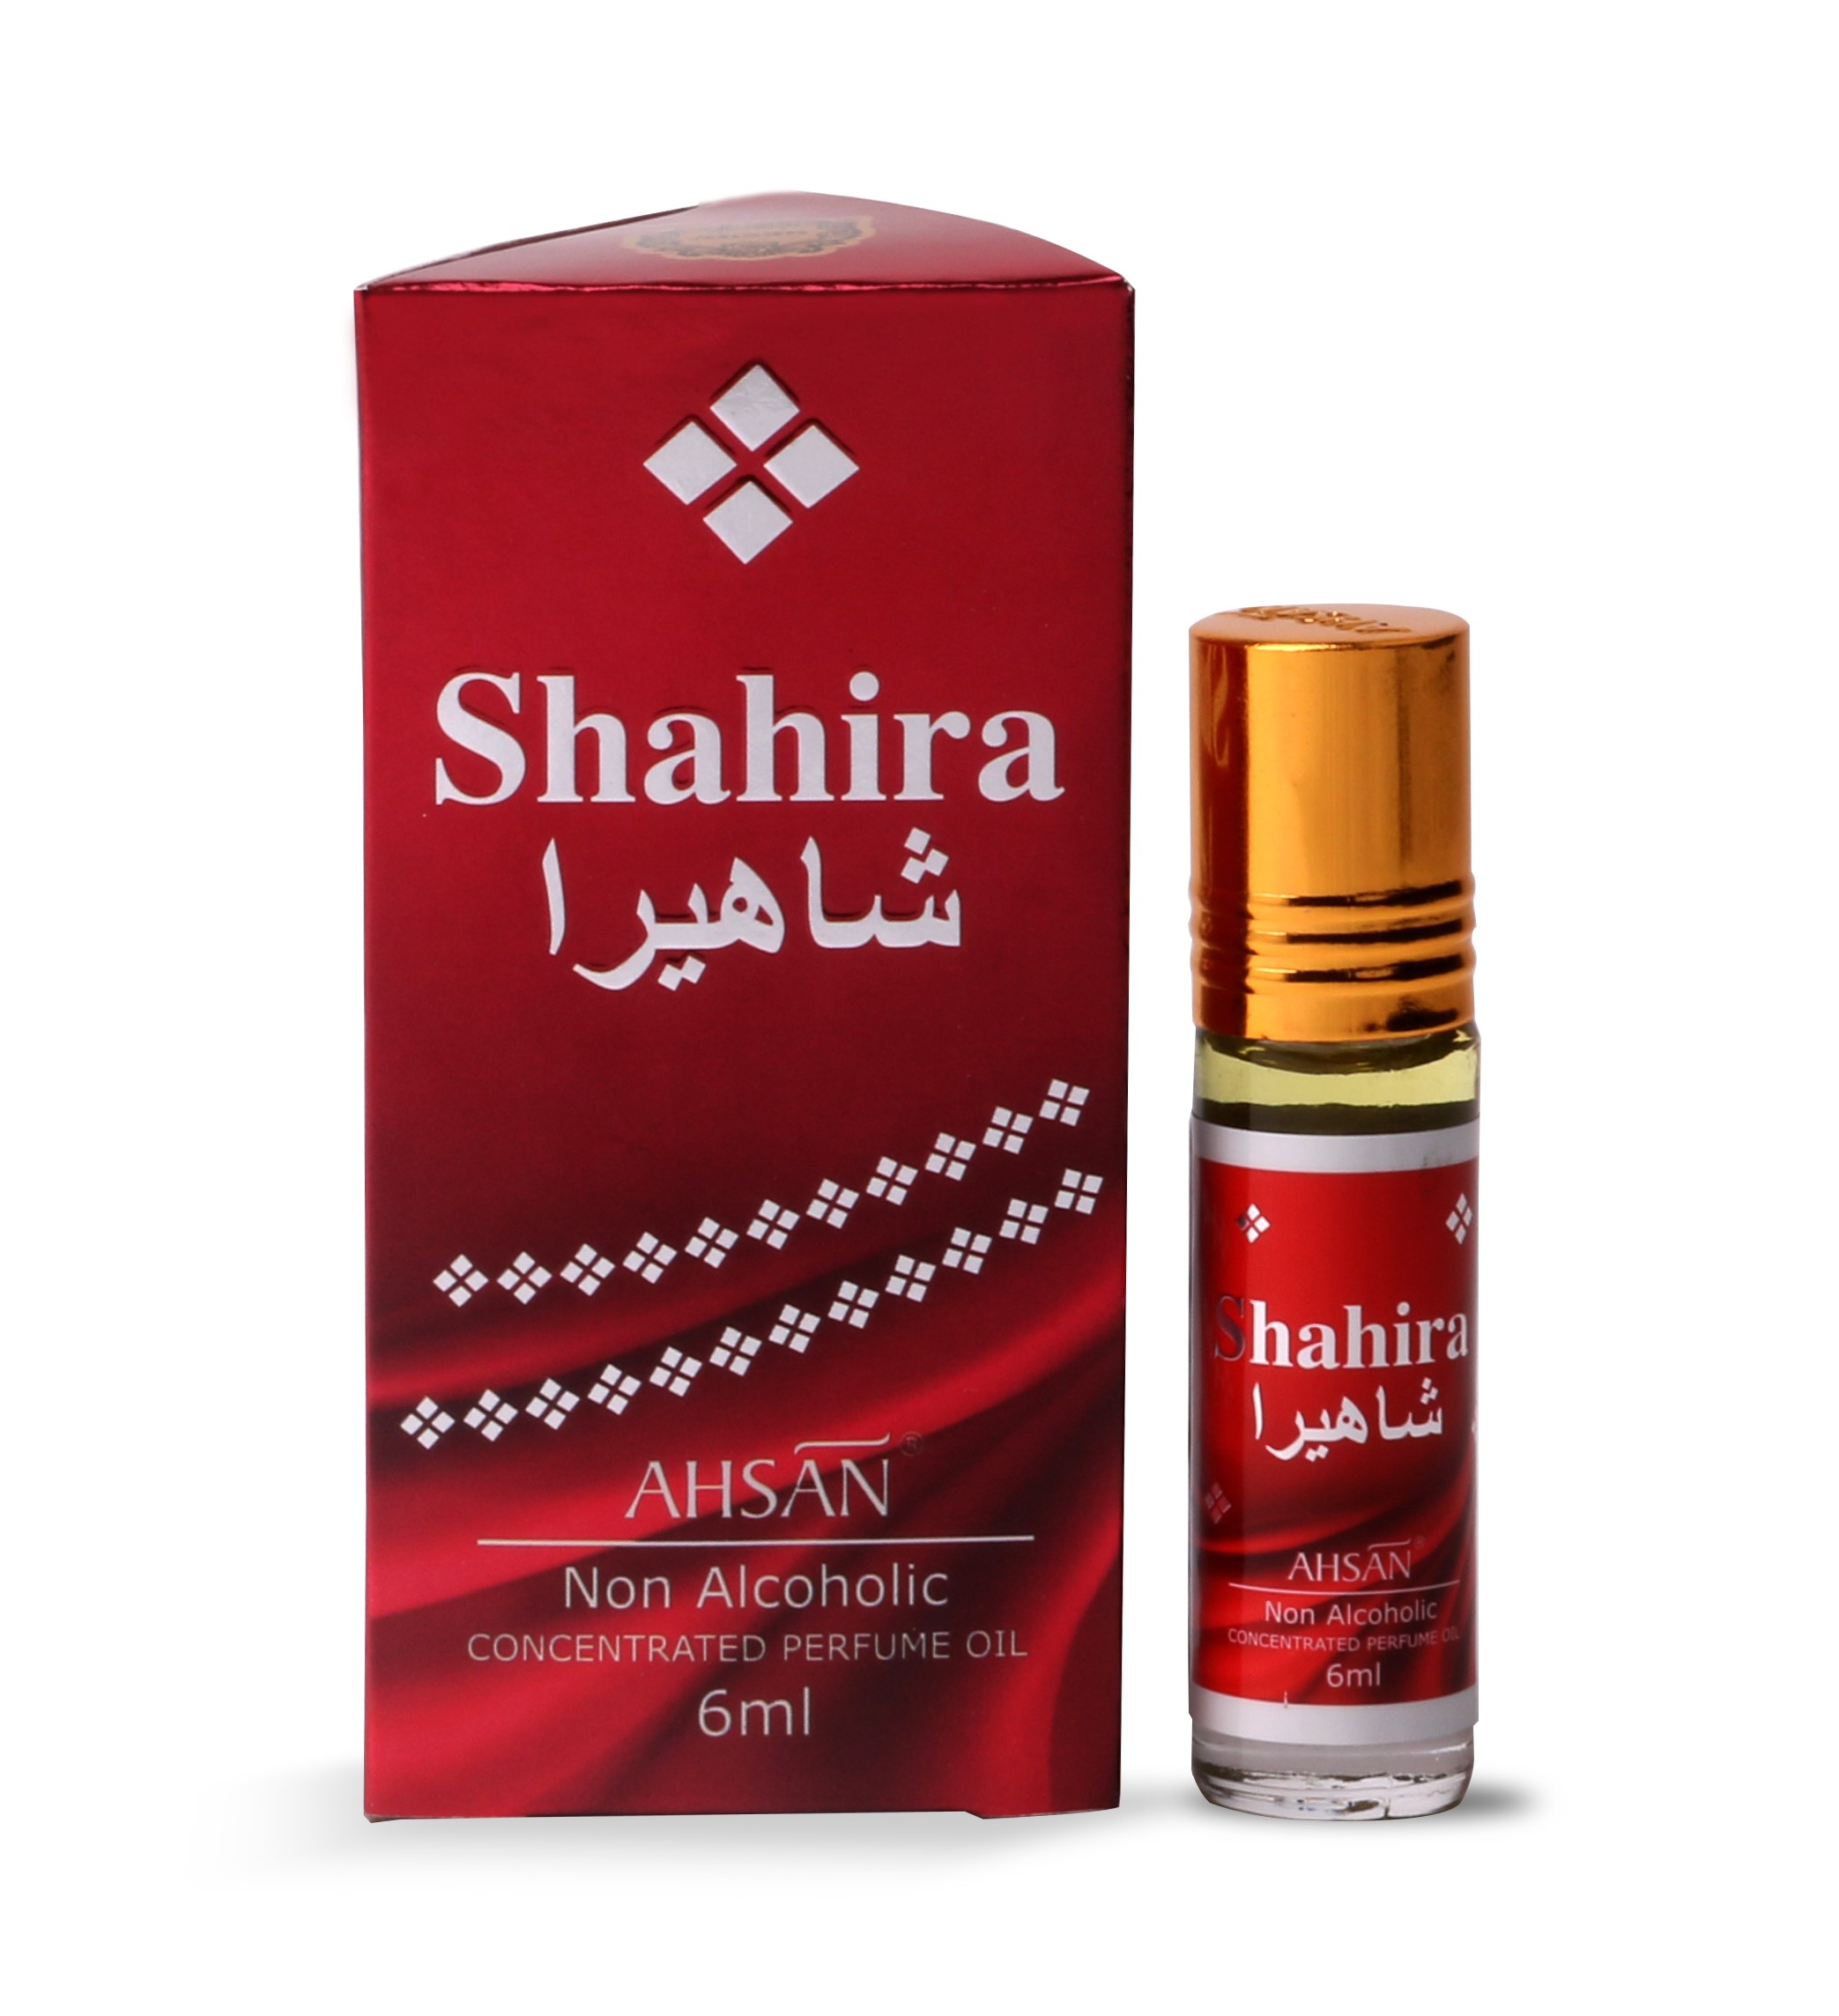 Shahira
شاهيرا
AHSAN®
Non Alcoholic
CONCENTRATED PERFUME OIL
6ml
Shahira
شاهيرا
AHSAN®
Non Alcoholic
CONCENTRATED PERFUME OIL
6ml